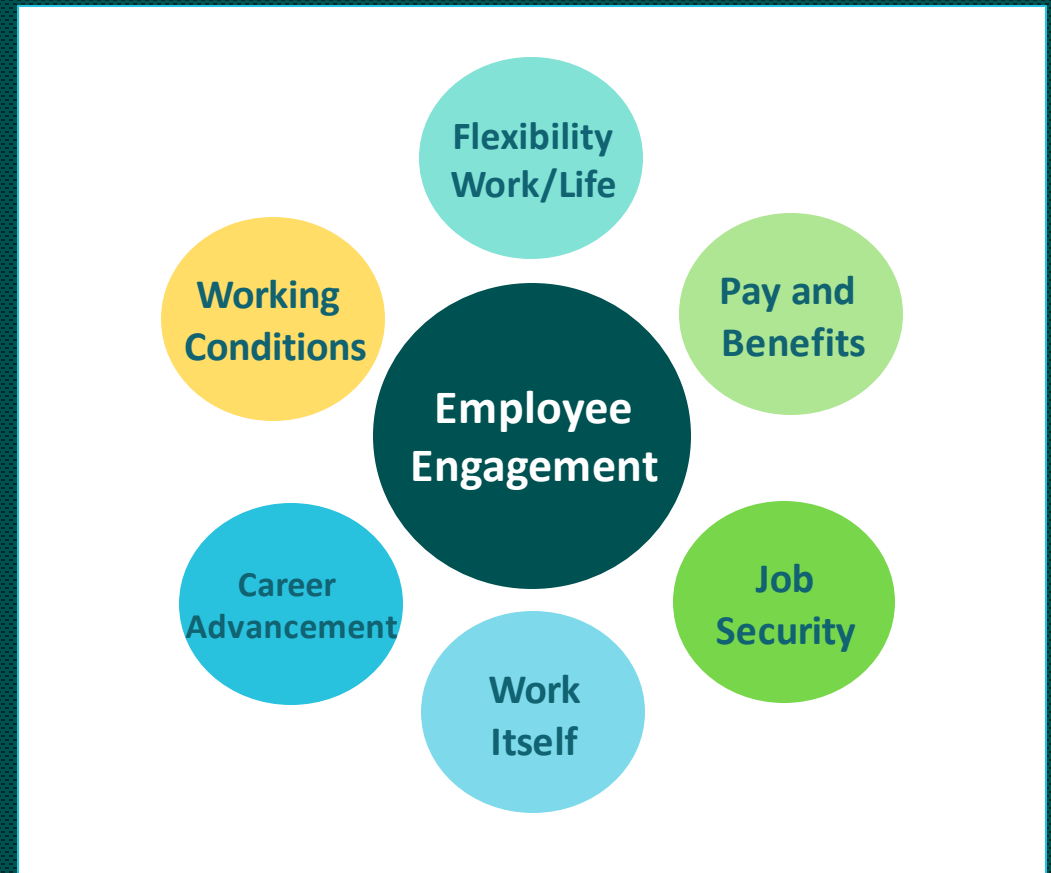 Flexibility
Work/Life
Working
Conditions
Pay and
Benefits
Employee
Engagement
Career
Advancement
Job
Security
Work
Itself